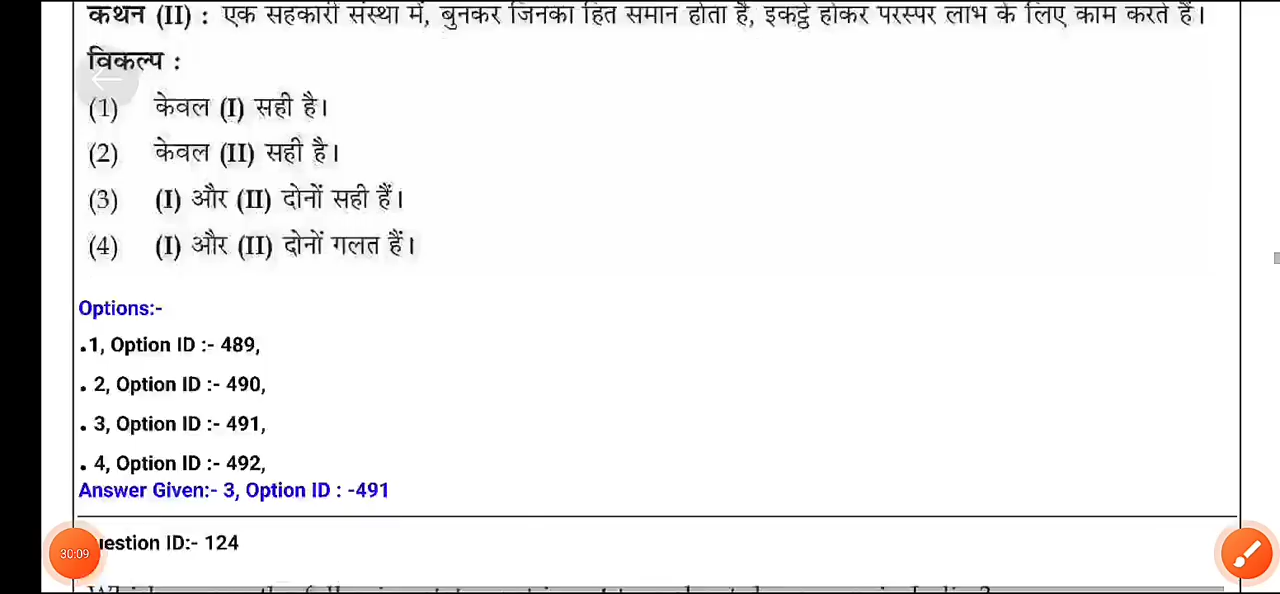 कथन (II) : एक सहकारी संस्था में, बुनकर जिनका हित समान होता है, इकट्ठे होकर परस्पर लाभ के लिए काम करते हैं।
विकल्प :
(1) केवल (I) सही है।
(2) केवल (II) सही है।
(3) (I) और (II) दोनों सही हैं।
(4) (I) और (II) दोनों गलत हैं।
Options:-
.1, Option ID :- 489,
. 2, Option ID :- 490,
. 3, Option ID :- 491,
. 4, Option ID :- 492,
Answer Given:- 3, Option ID : -491
30:09
uestion ID:- 124